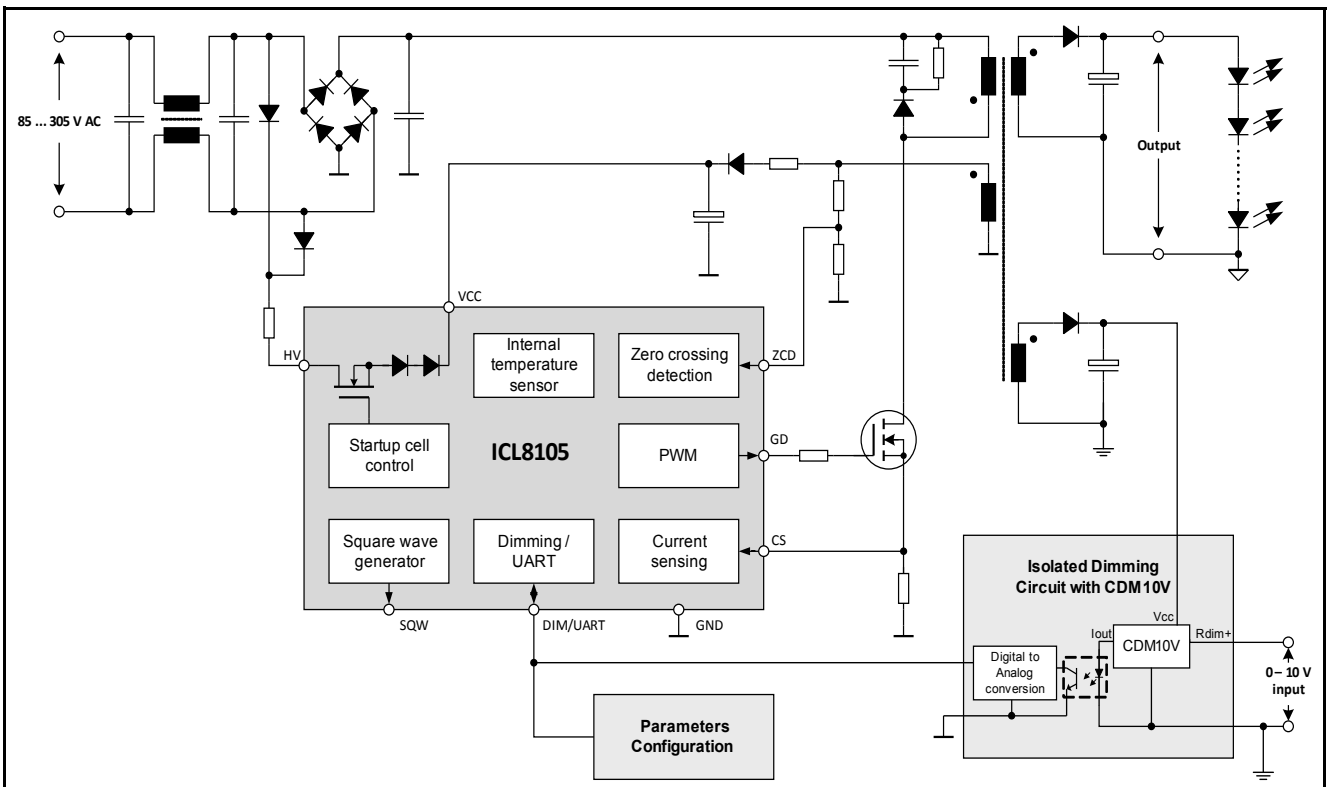 85 ... 305 V AC
Output
VCC
HV
Internal
temperature
sensor
Zero crossing
detection
ZCD
Startup cell
control
ICL8105
PWM
GD
Square wave
generator
Dimming /
UART
Current
sensing
CS
SQW
DIM/UART
GND
Parameters
Configuration
Isolated Dimming
Circuit with CDM10V
Vcc
Iout
CDM10V
Rdim+
Digital to
Analog
conversion
0 – 10 V
input